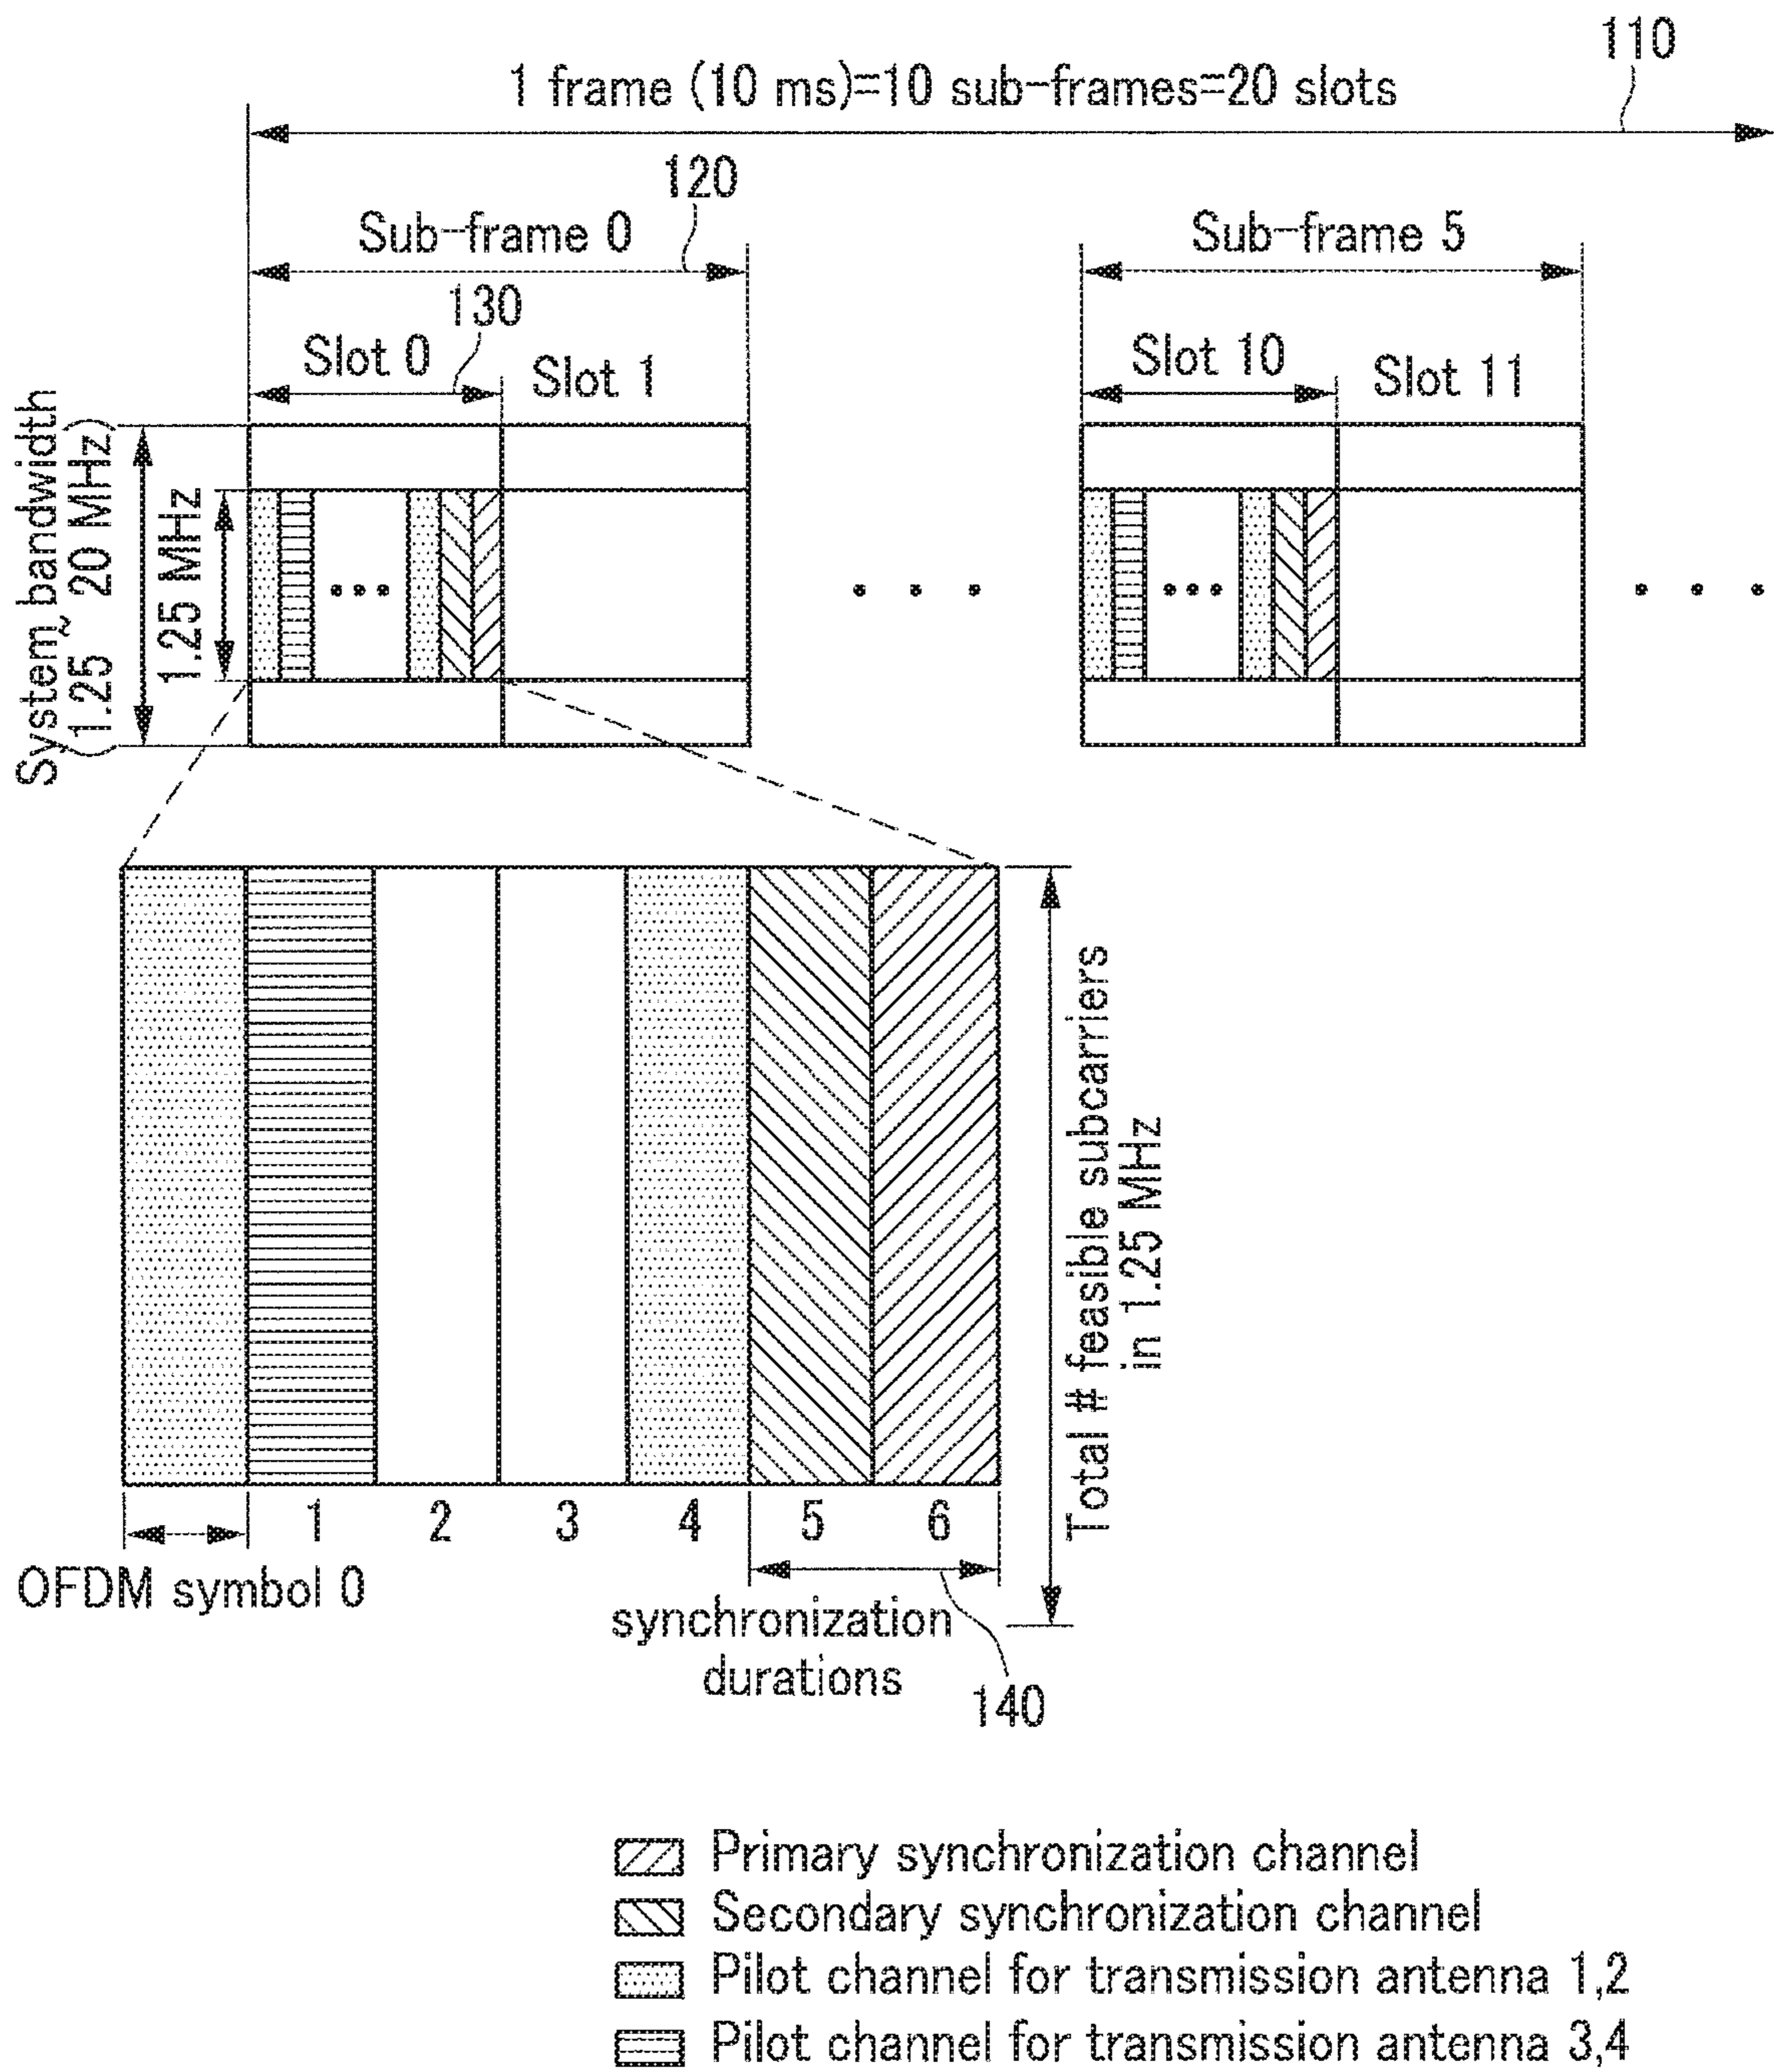 110
1 frame (10 ms)=10 sub-frames=20 slots
120
Sub-frame 0
Sub-frame 5
130
Slot 0
Slot 1
Slot 10
Slot 11
System bandwidth
(1.25 ~ 20 MHz)
1.25 MHz
Total # feasible subcarriers
in 1.25 MHz
1 2 3 4 5 6
OFDM symbol 0
synchronization
durations
140
Primary synchronization channel
Secondary synchronization channel
Pilot channel for transmission antenna 1,2
Pilot channel for transmission antenna 3,4